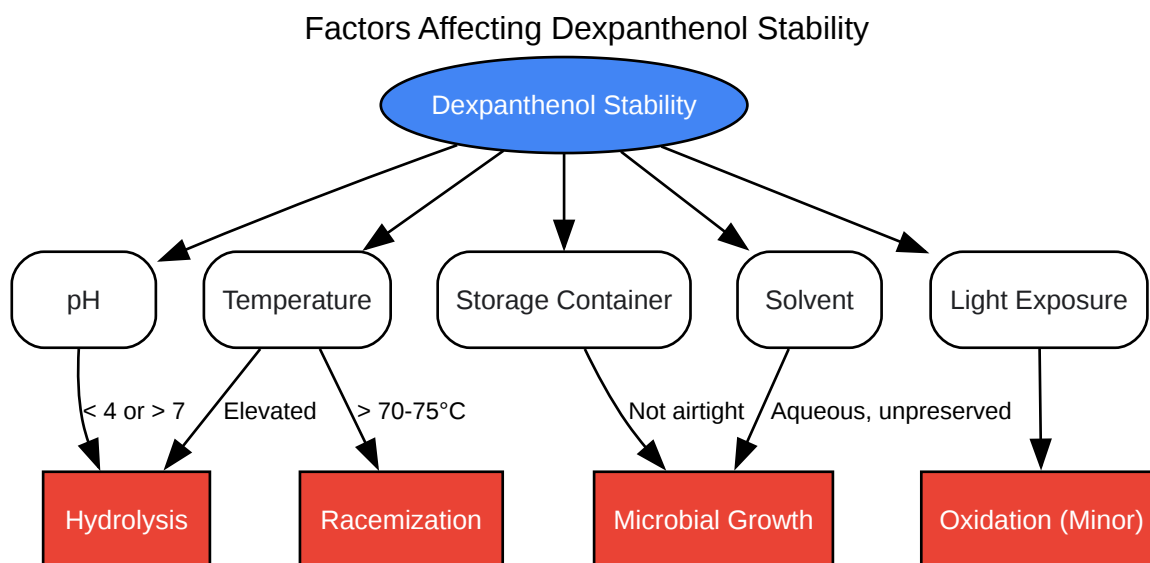 Factors Affecting Dexpanthenol Stability
Dexpanthenol Stability
pH
Temperature
Storage Container
Solvent
Light Exposure
< 4 or > 7
Elevated
> 70-75°C
Not airtight
Aqueous, unpreserved
Hydrolysis
Racemization
Microbial Growth
Oxidation (Minor)